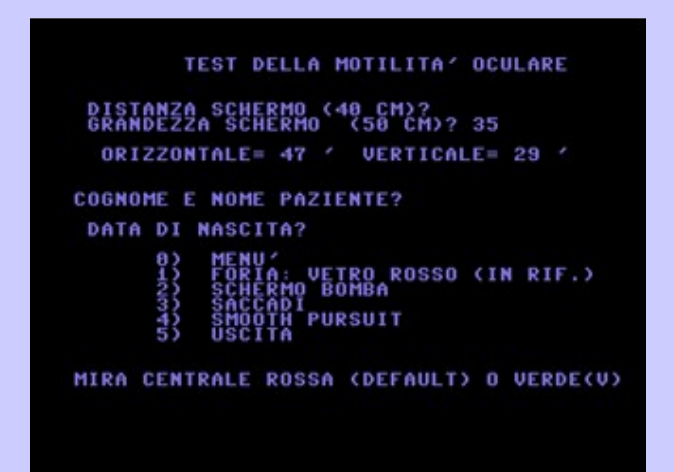 TEST DELLA MOTILITA' OCULARE
DISTANZA SCHERMO (40 CM)?
GRANDEZZA SCHERMO (50 CM)? 35
ORIZZONTALE= 47 ' VERTICALE= 29 '
COGNOME E NOME PAZIENTE?
DATA DI NASCITA?
0) MENU'
1) FORIA: VETRO ROSSO (IN RIF.)
2) SCHERMO BOMBA
3) SACCADI
4) SMOOTH PURSUIT
5) USCITA
MIRA CENTRALE ROSSA (DEFAULT) O VERDE(V)